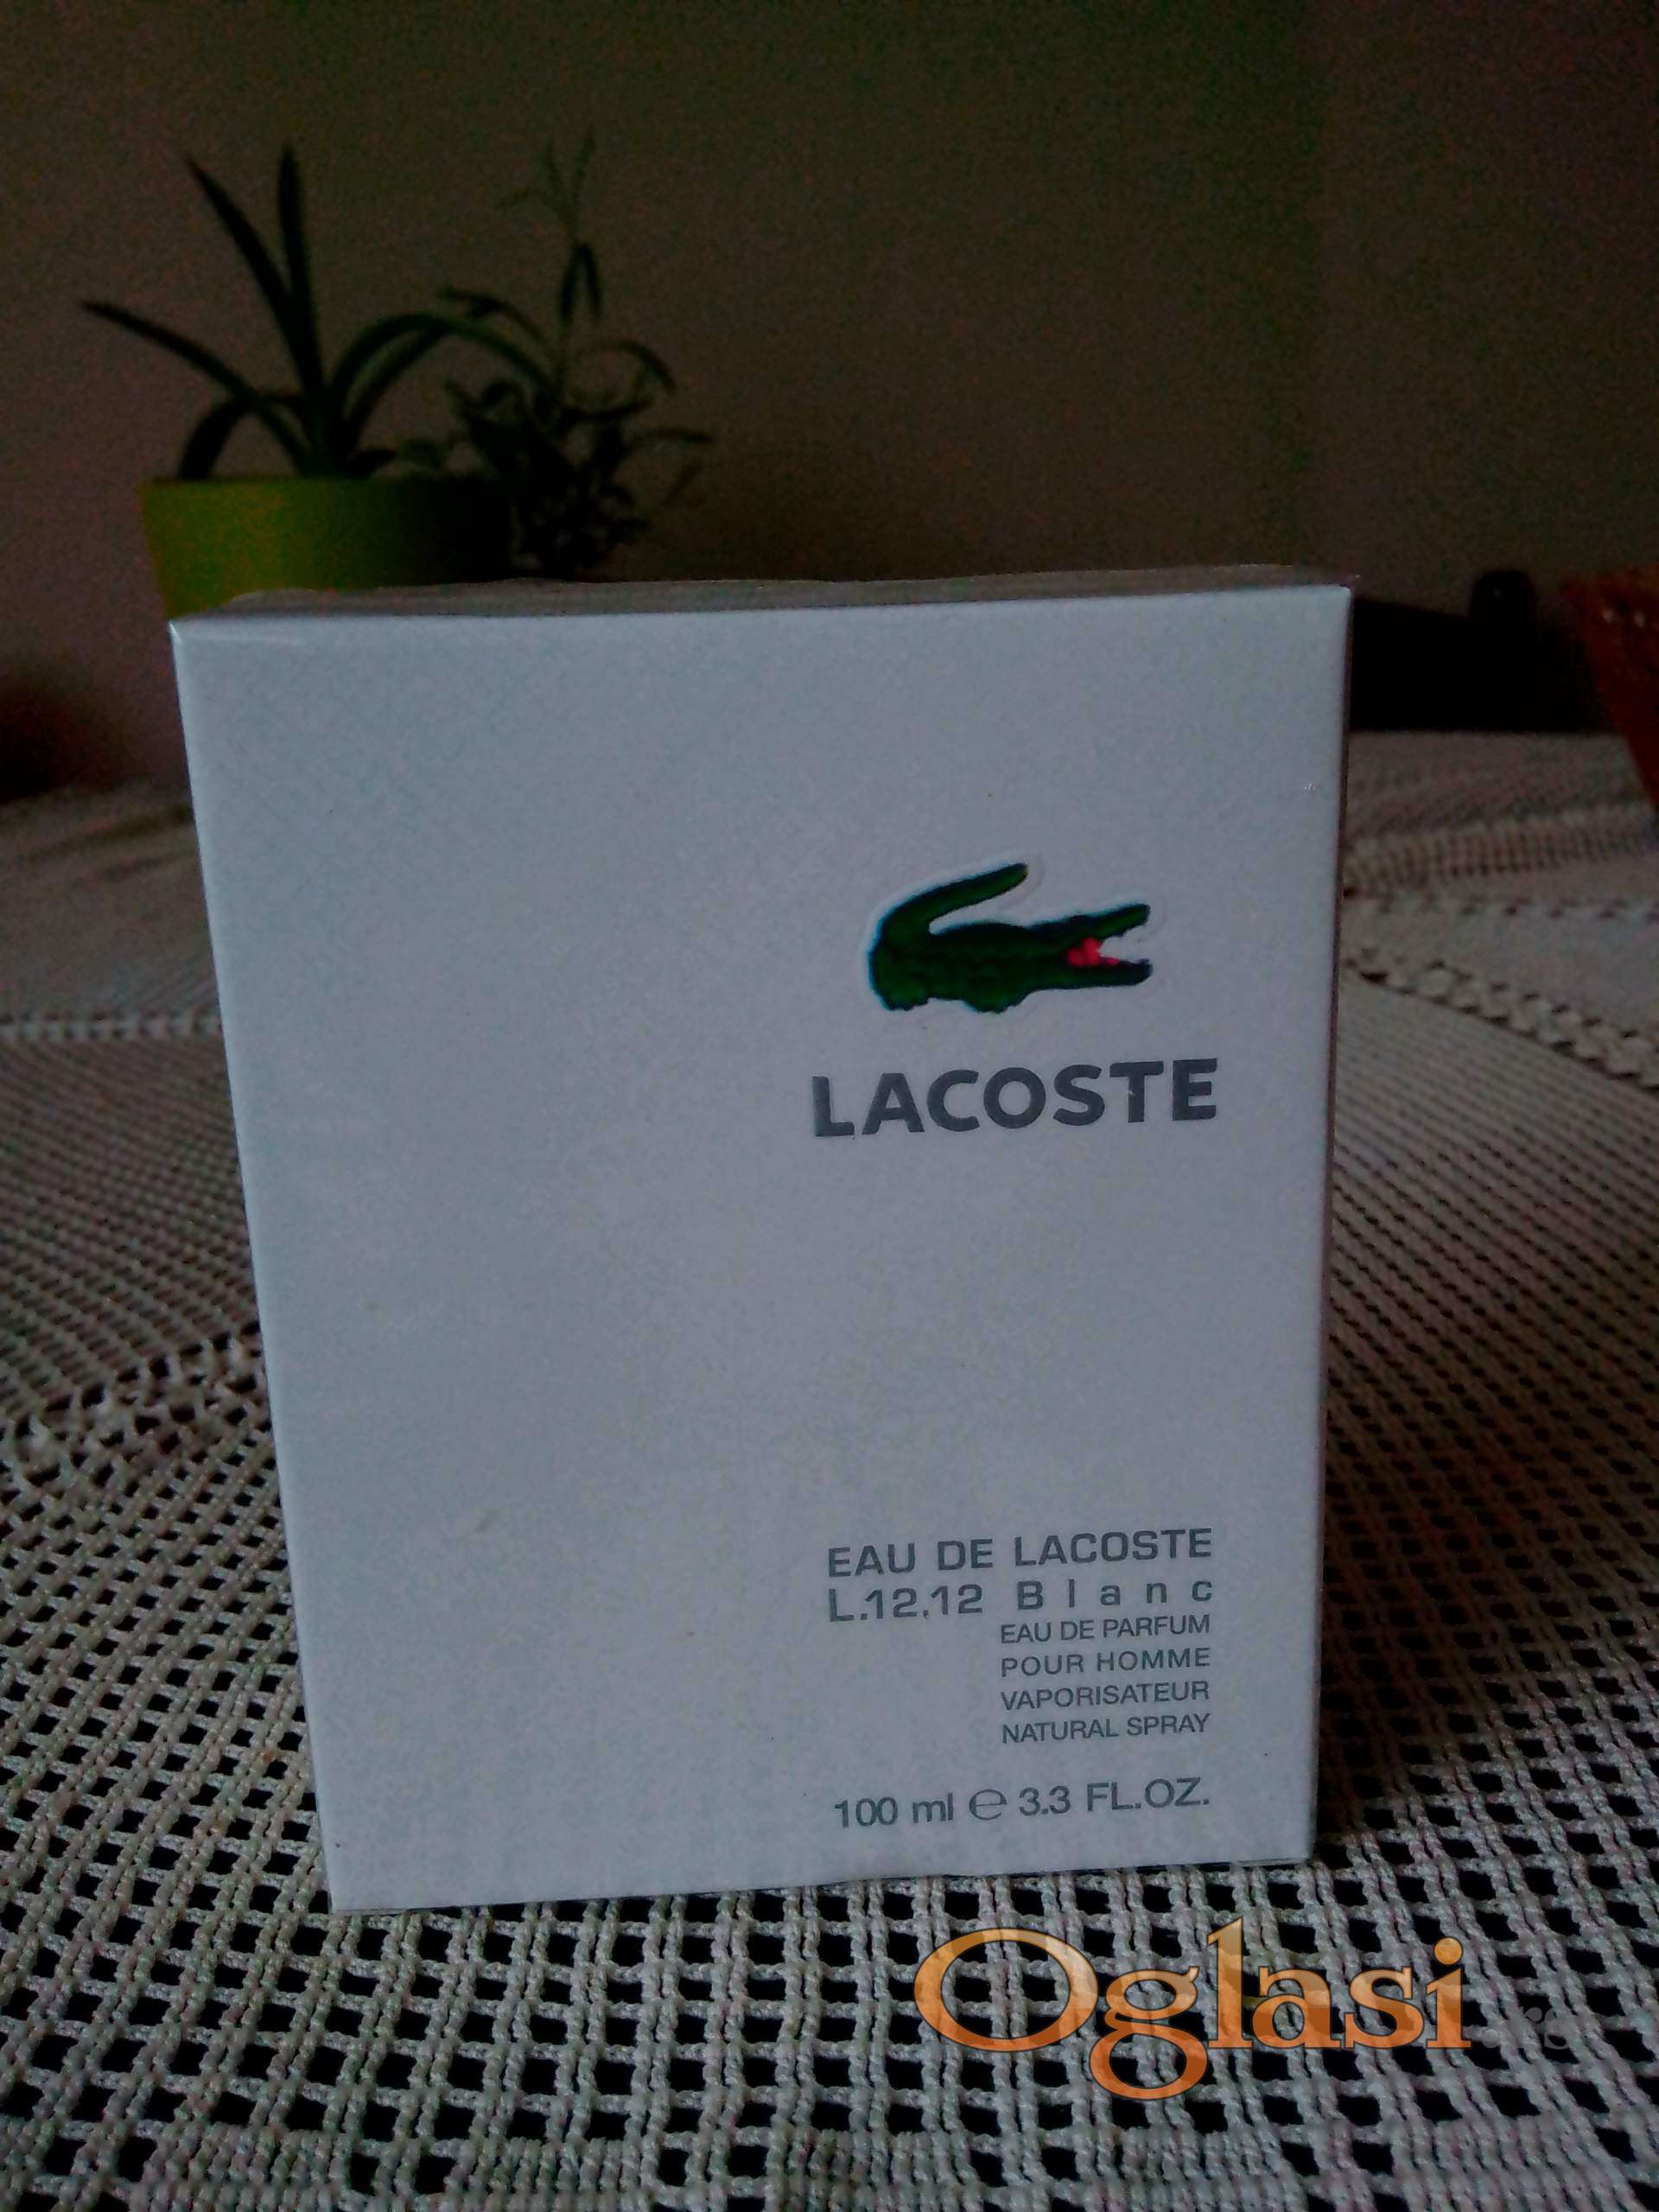 LACOSTE
EAU DE LACOSTE
L.12.12 Blanc
EAU DE PARFUM
POUR HOMME
VAPORISATEUR
NATURAL SPRAY
100 ml ℮ 3.3 FL.OZ.
Oglasi